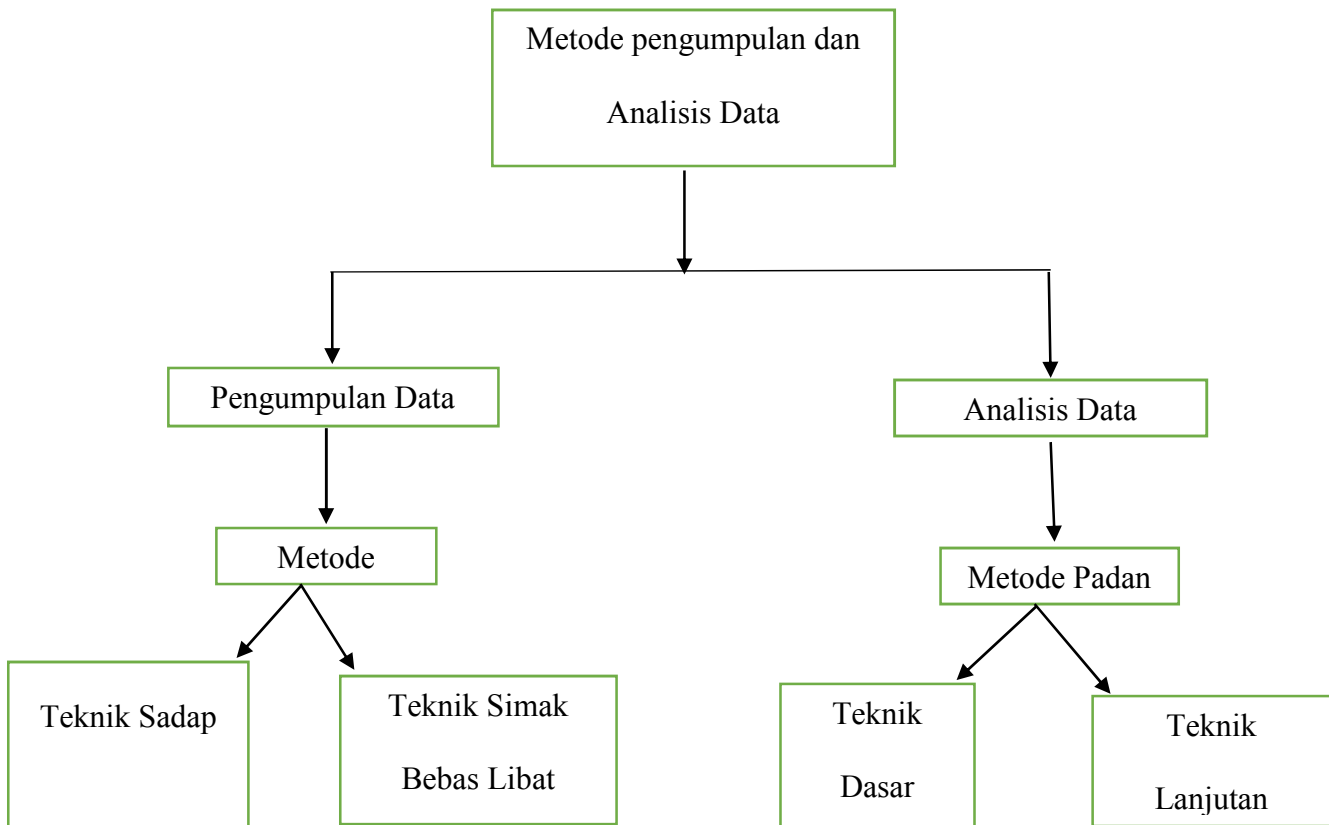 Metode pengumpulan dan
Analisis Data
Pengumpulan Data
Analisis Data
Metode
Metode Padan
Teknik Sadap
Teknik Simak
Bebas Libat
Teknik
Dasar
Teknik
Lanjutan